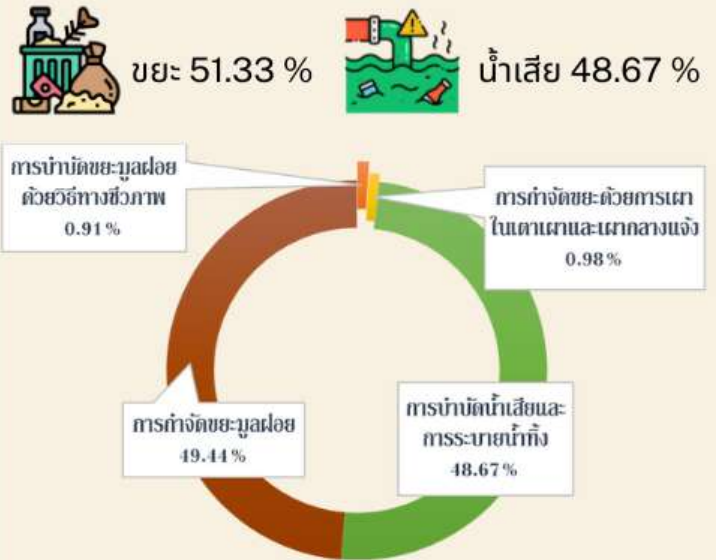 ขยะ 51.33 %
น้ำเสีย 48.67 %
การบำบัดขยะมูลฝอย
ด้วยวิธีทางชีวภาพ
0.91%
การกำจัดขยะด้วยการเผา
ในเตาเผาและเผากลางแจ้ง
0.98%
การกำจัดขยะมูลฝอย
49.44%
การบำบัดน้ำเสียและ
การระบายน้ำทิ้ง
48.67%